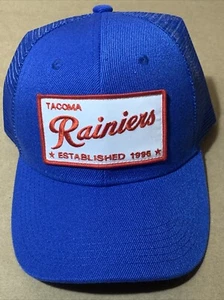 TACOMA
Rainiers
★ ESTABLISHED 1995 ★